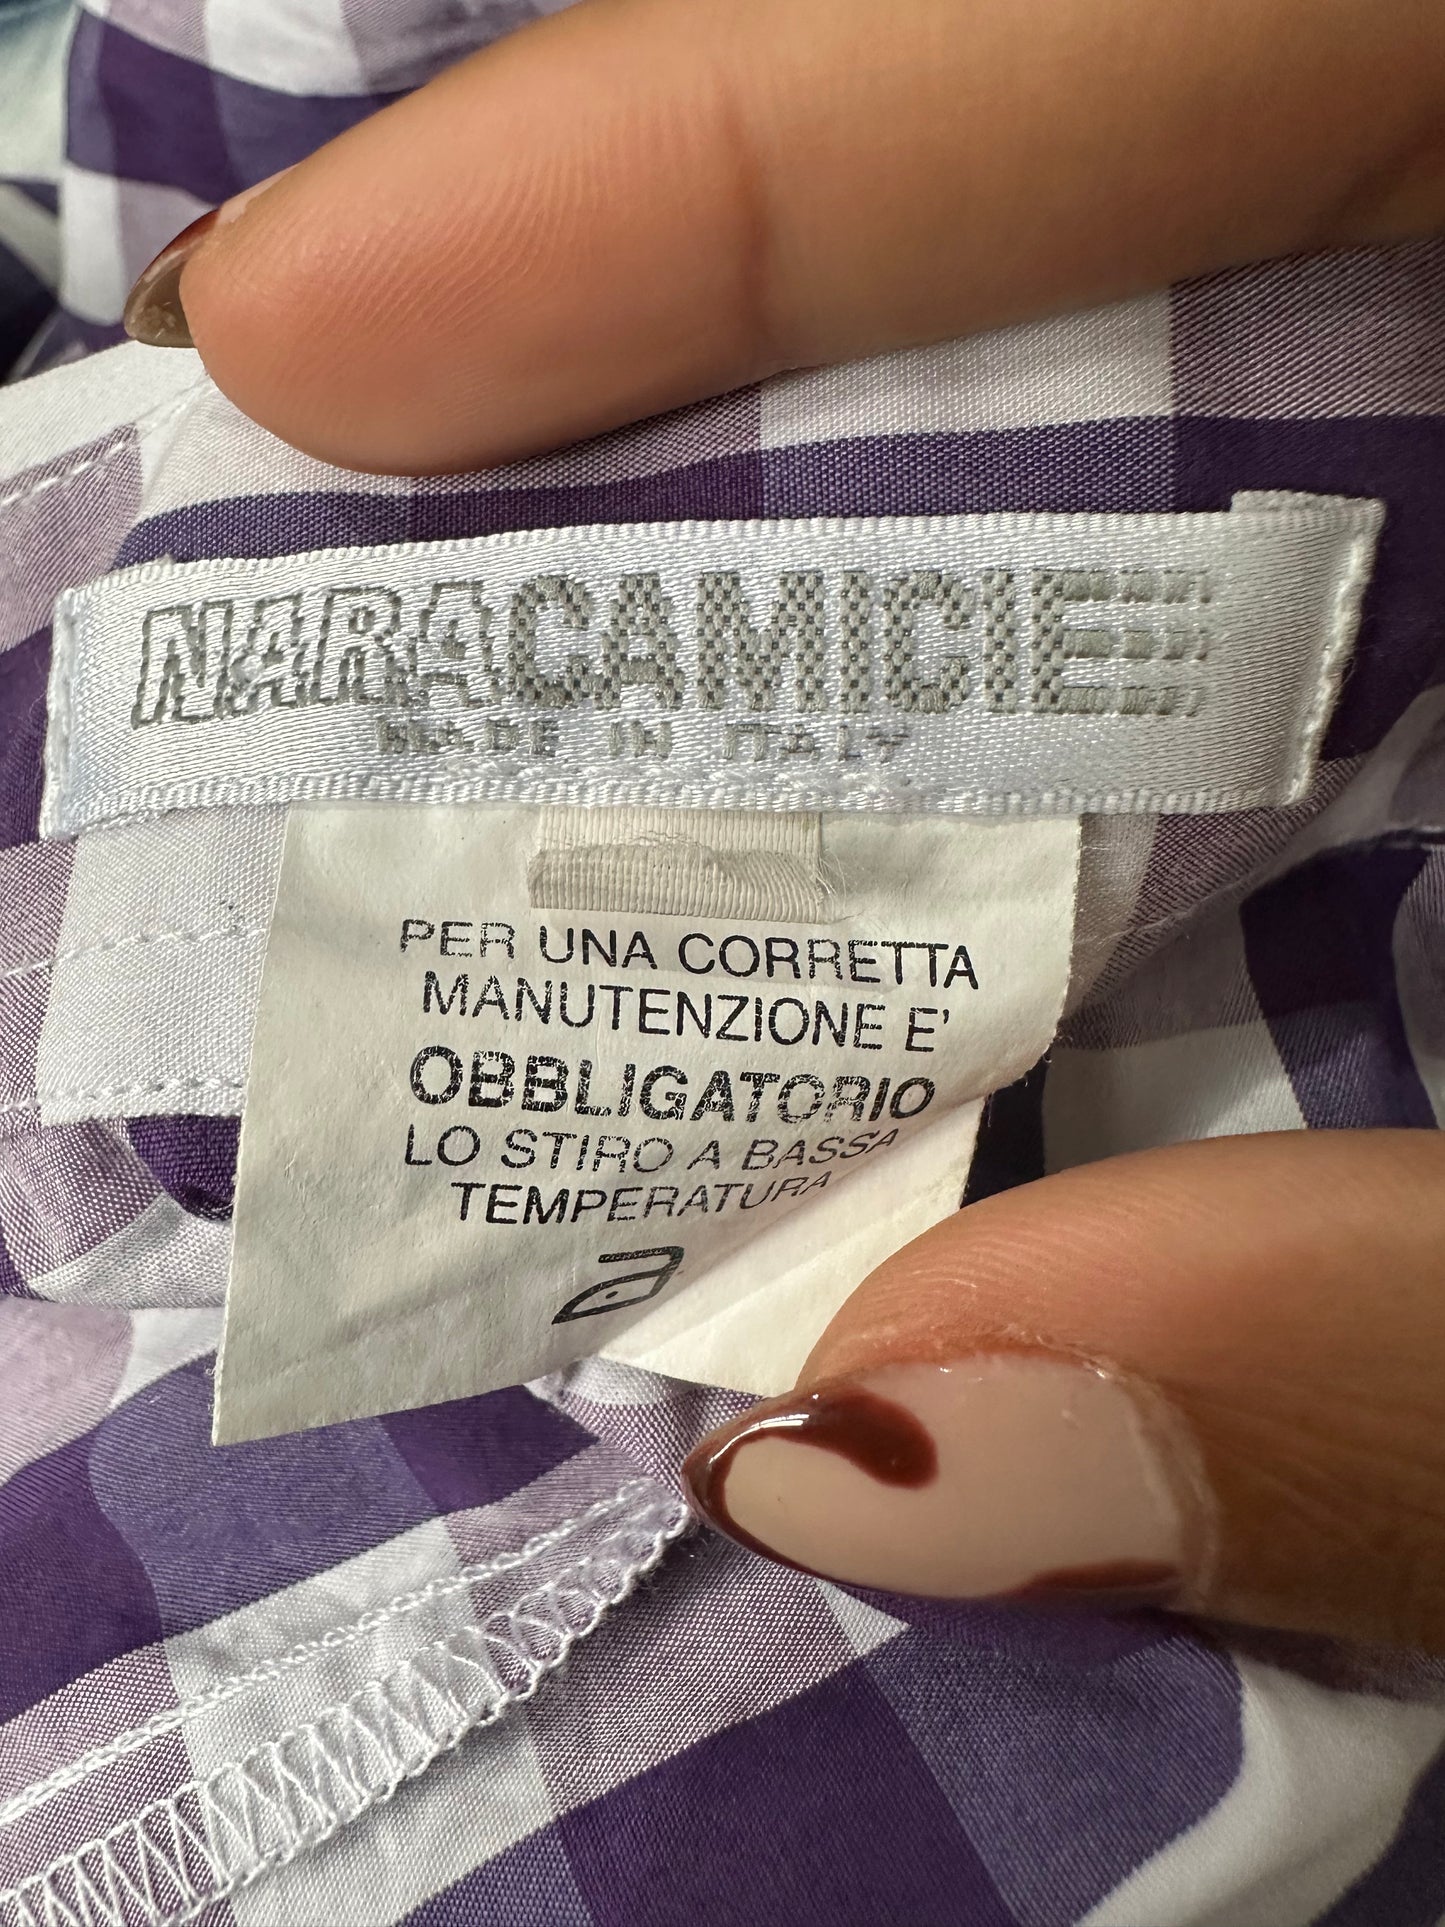 NARACAMICIE
MADE IN ITALY
PER UNA CORRETTA
MANUTENZIONE E'
OBBLIGATORIO
LO STIRO A BASSA
TEMPERATURA